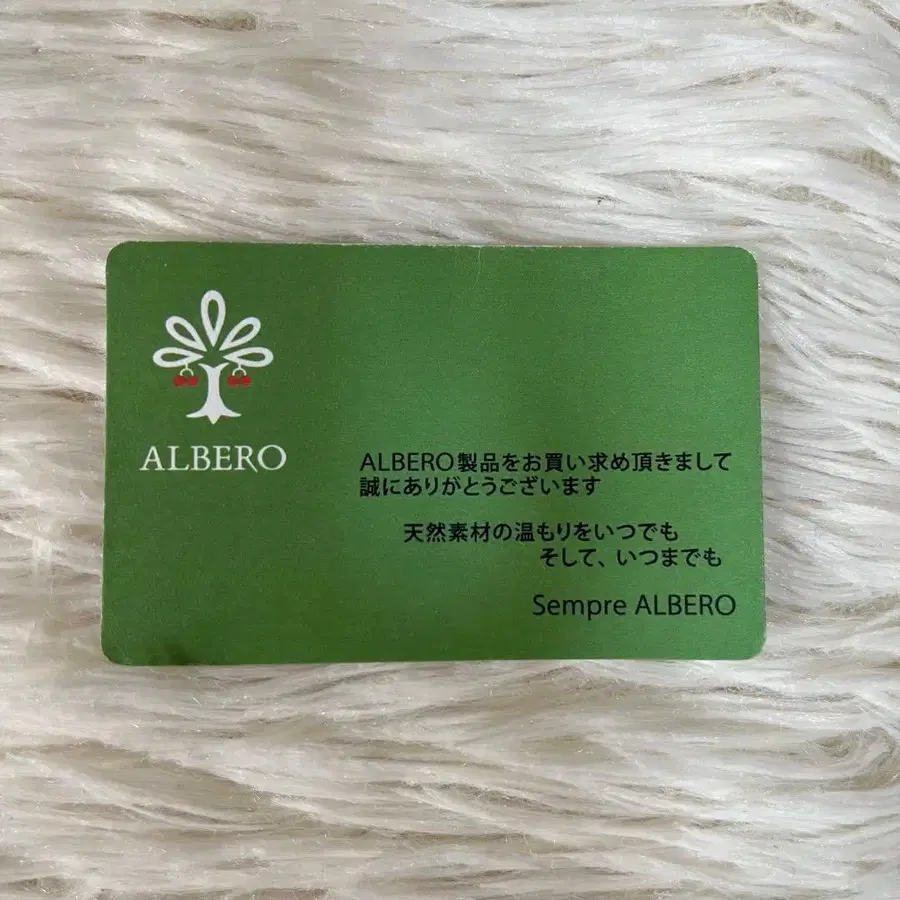 ALBERO
ALBERO製品をお買い求め頂きまして
誠にありがとうございます
天然素材の温もりをいつでも
そして、いつまでも
Sempre ALBERO